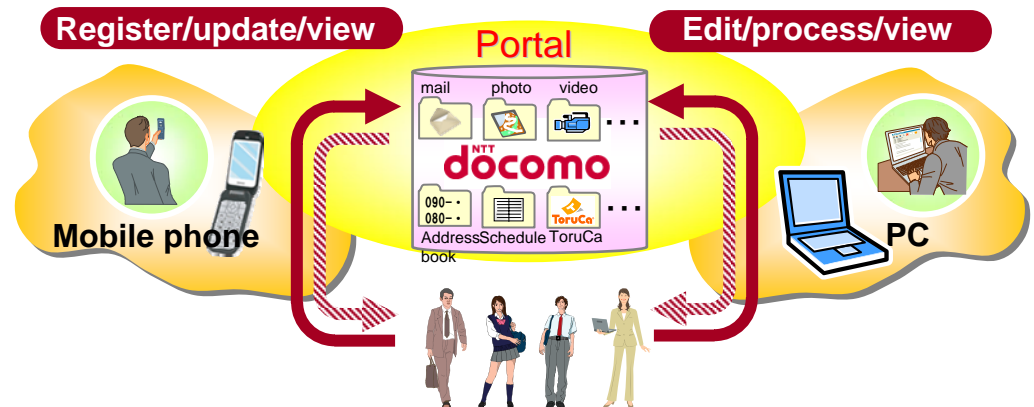 Register/update/view
Edit/process/view
Portal
mail photo video
...
NTT
docomo
090-・
080-・
ToruCa
...
Address Schedule ToruCa
book
Mobile phone
PC